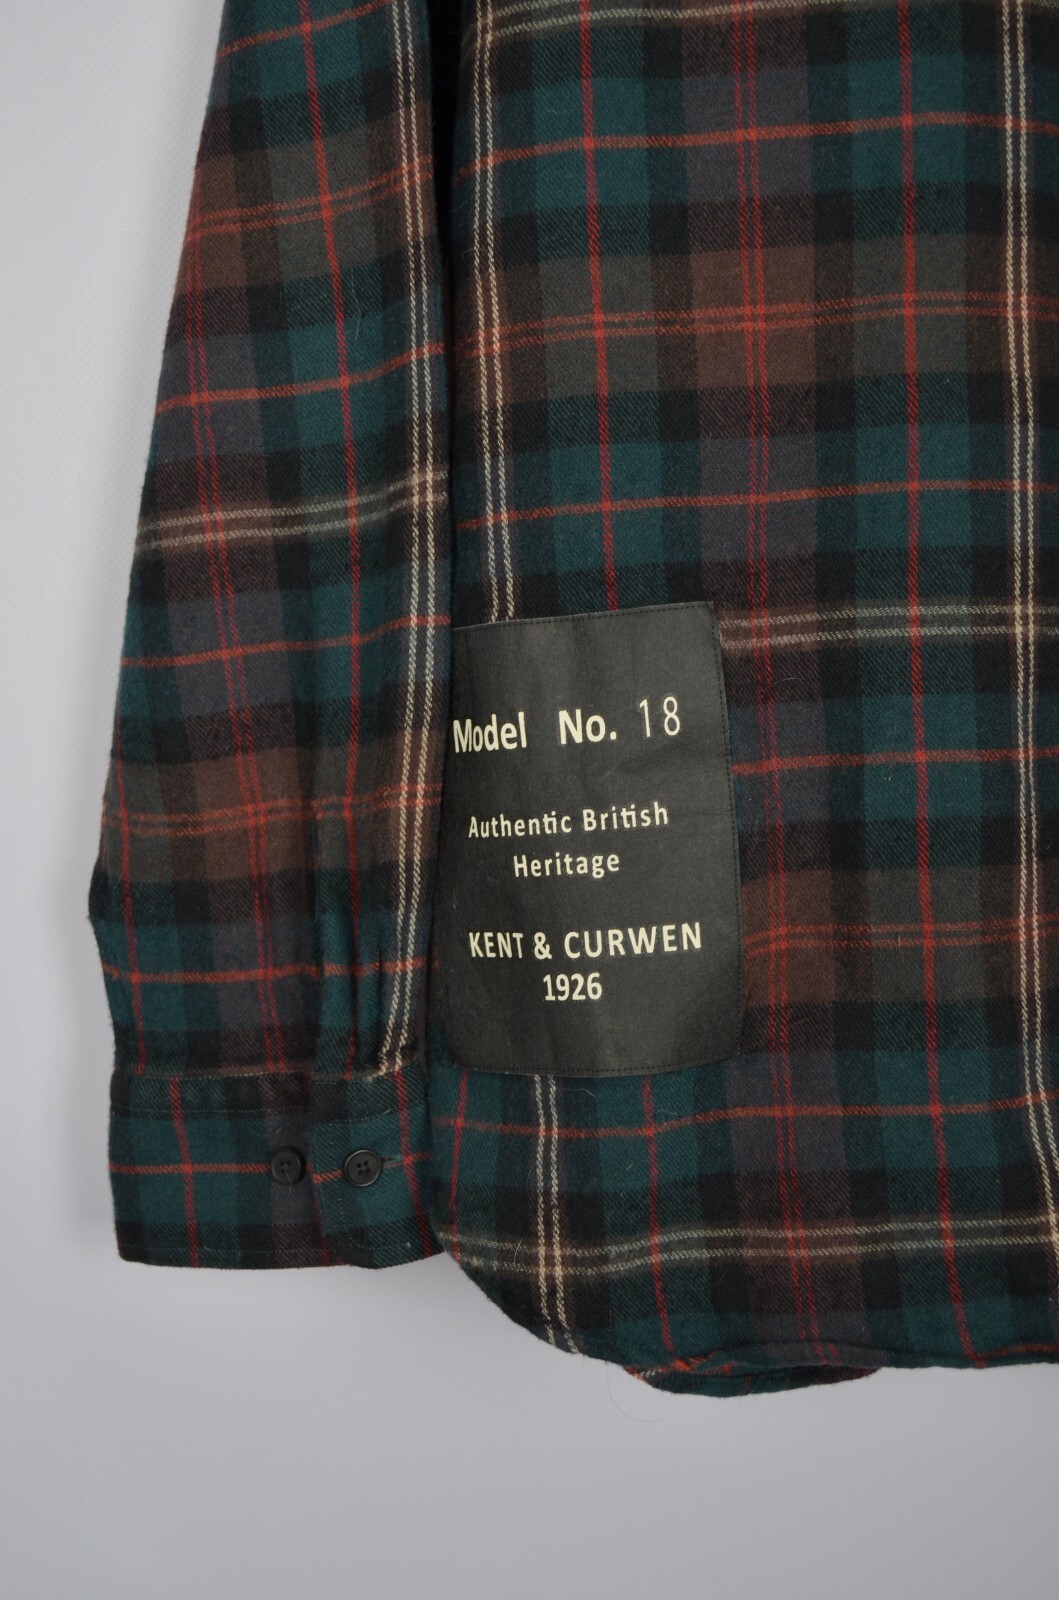 Model No. 18
Authentic British
Heritage
KENT & CURWEN
1926